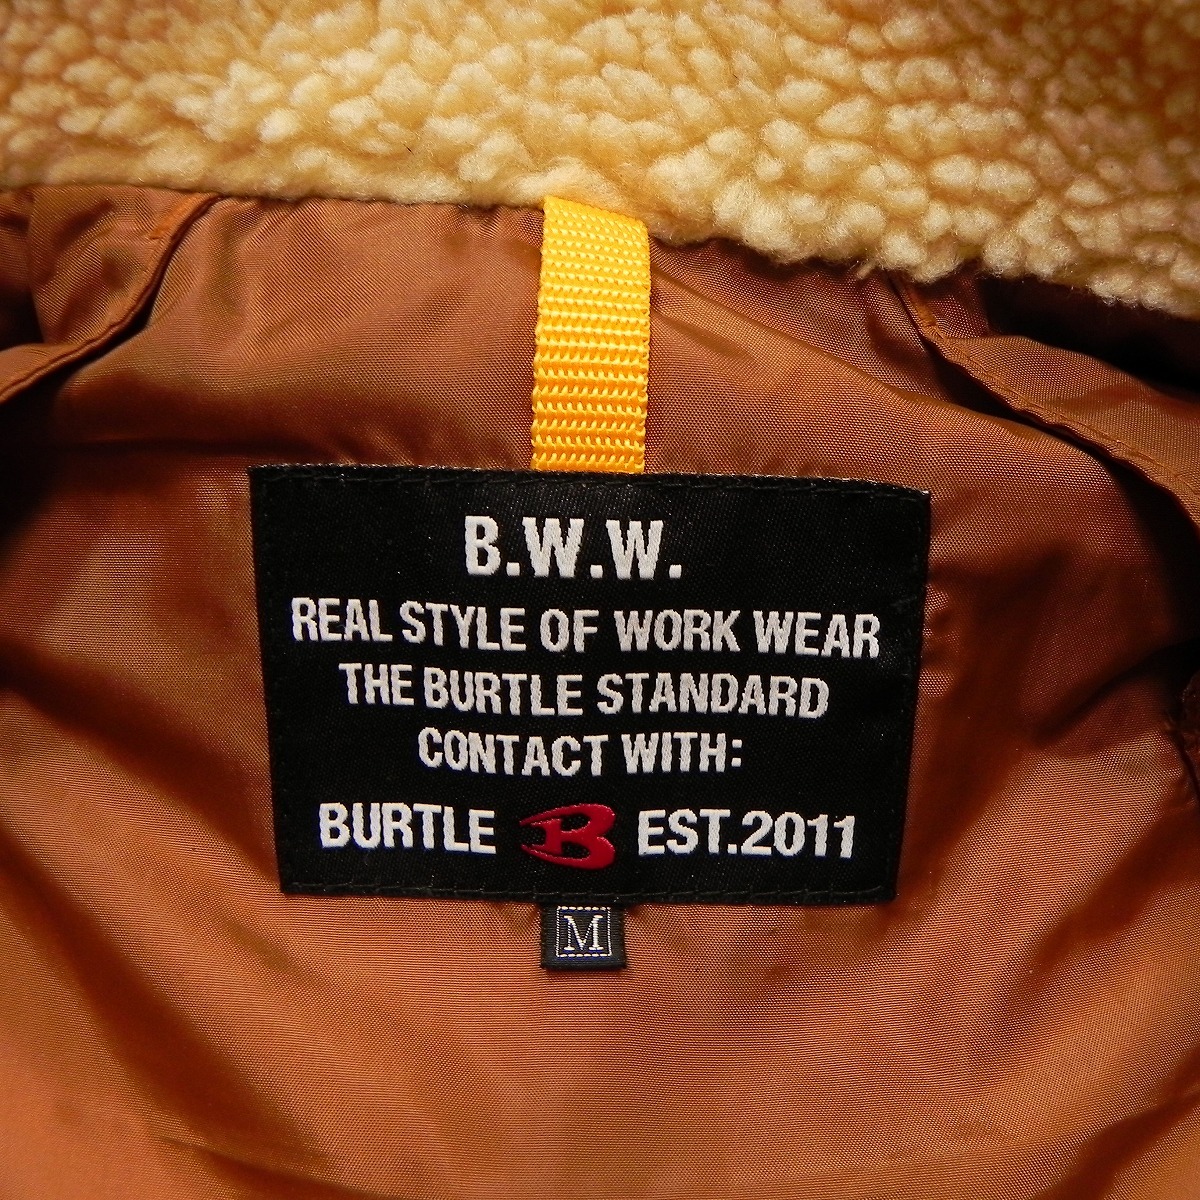 B.W.W.
REAL STYLE OF WORK WEAR
THE BURTLE STANDARD
CONTACT WITH:
BURTLE B EST.2011
M